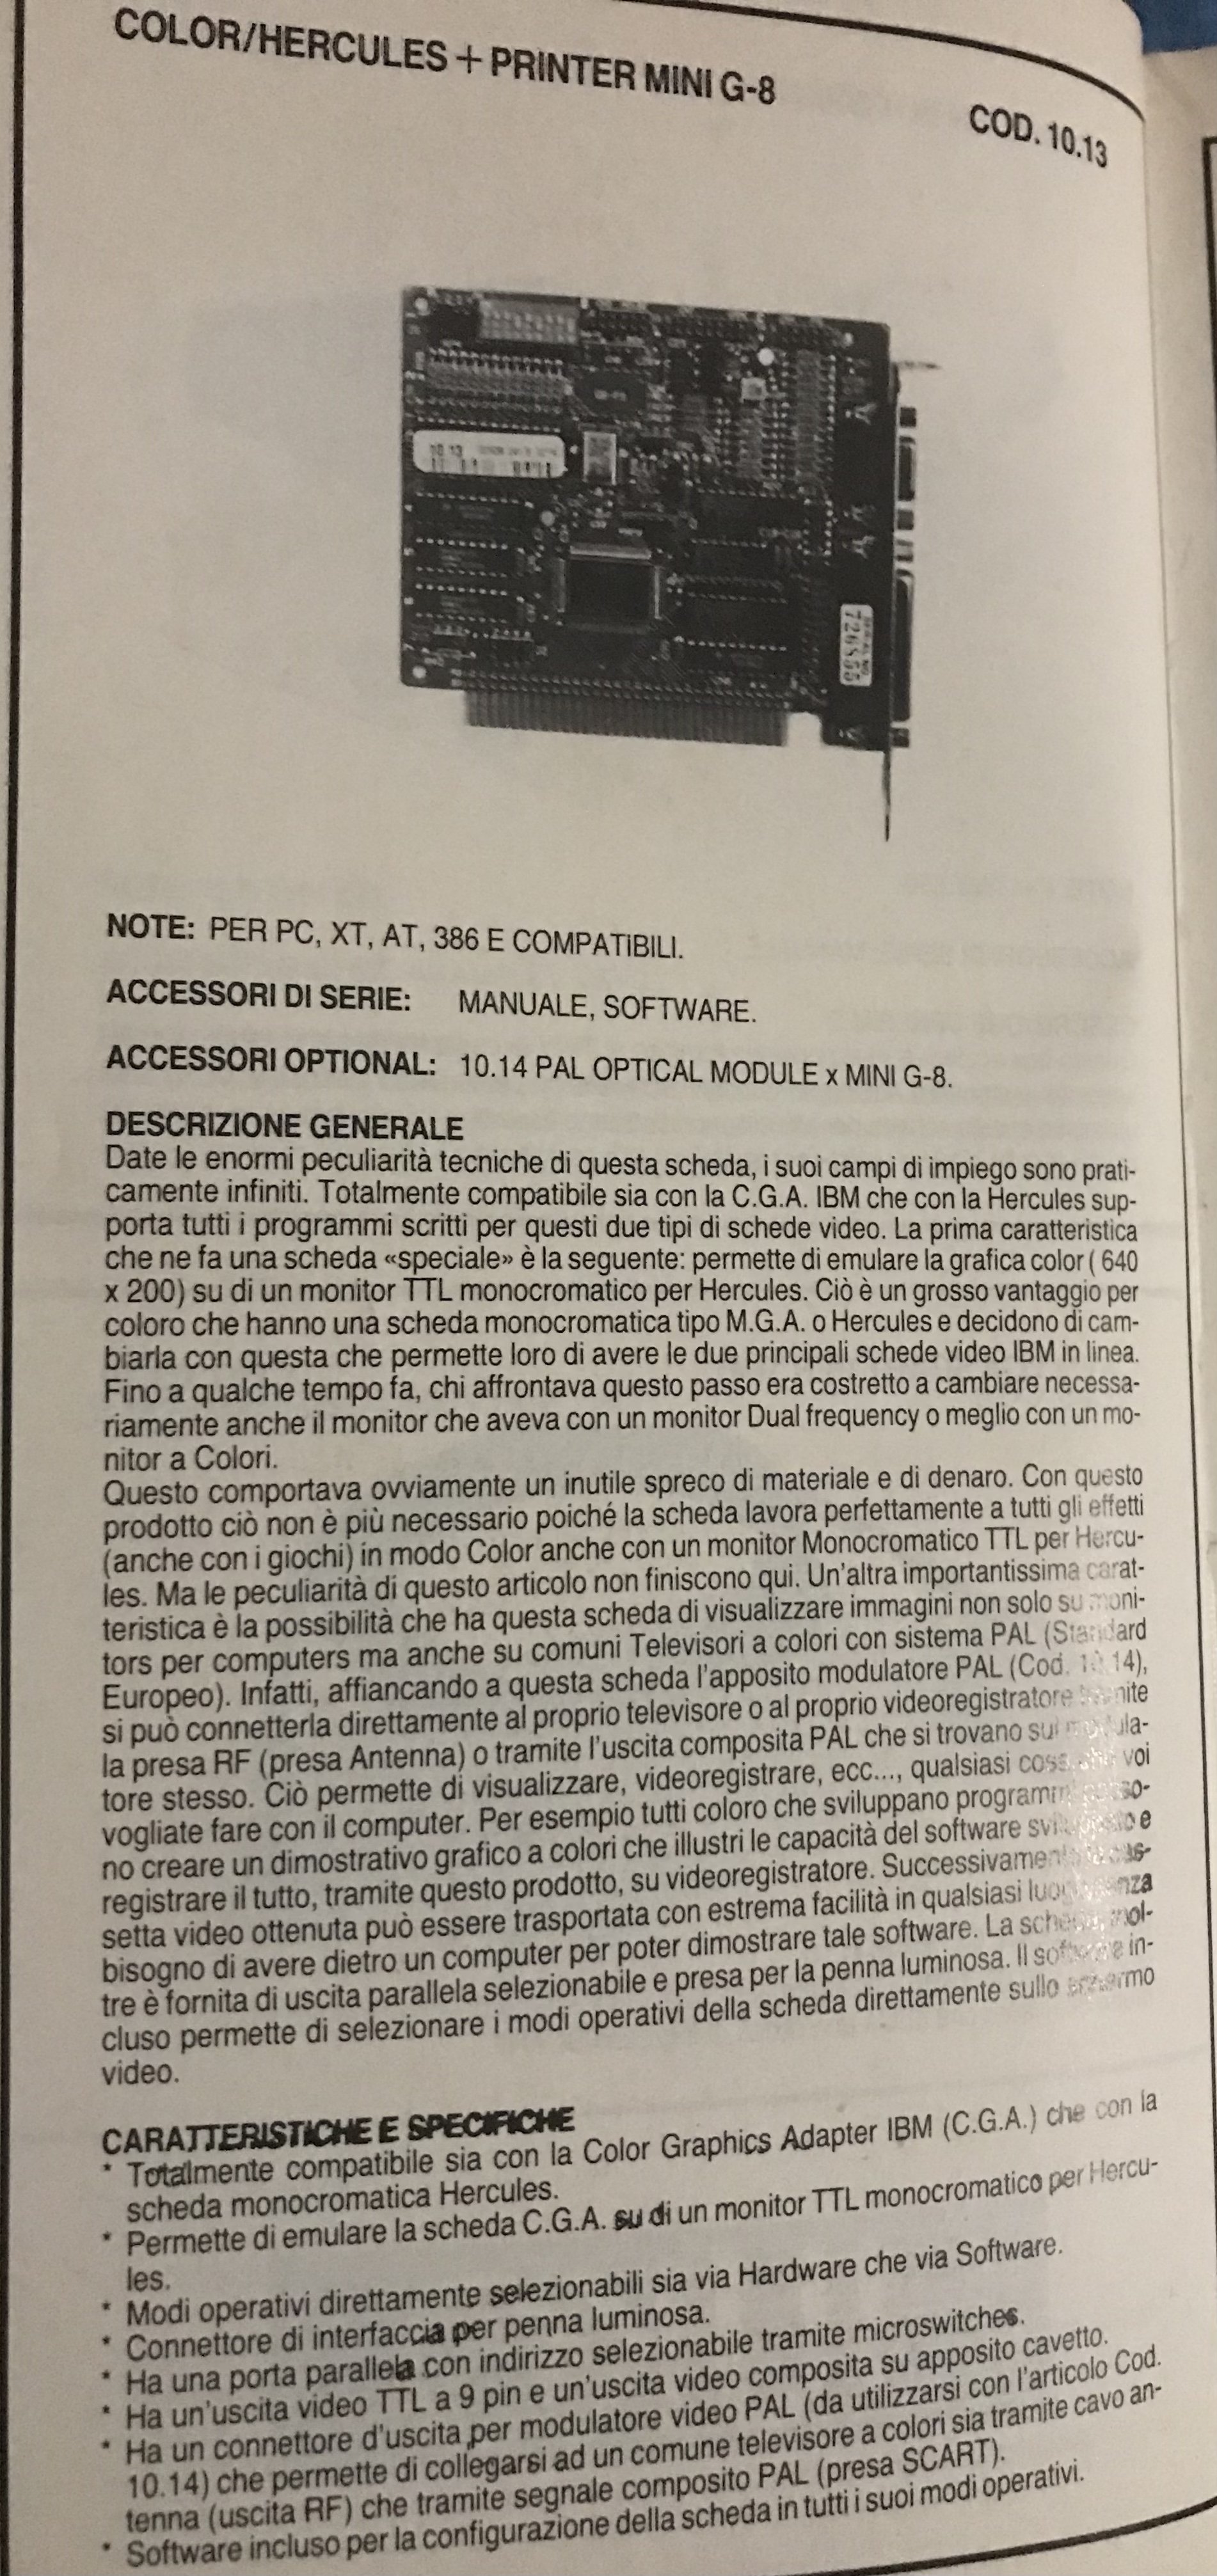 COLOR/HERCULES + PRINTER MINI G-8
COD. 10.13
10 13
726555
NOTE: PER PC, XT, AT, 386 E COMPATIBILI.
ACCESSORI DI SERIE: MANUALE, SOFTWARE.
ACCESSORI OPTIONAL: 10.14 PAL OPTICAL MODULE x MINI G-8.
DESCRIZIONE GENERALE
Date le enormi peculiarità tecniche di questa scheda, i suoi campi di impiego sono prati-
camente infiniti. Totalmente compatibile sia con la C.G.A. IBM che con la Hercules sup-
porta tutti i programmi scritti per questi due tipi di schede video. La prima caratteristica
che ne fa una scheda «speciale» è la seguente: permette di emulare la grafica color ( 640
x 200) su di un monitor TTL monocromatico per Hercules. Ciò è un grosso vantaggio per
coloro che hanno una scheda monocromatica tipo M.G.A. o Hercules e decidono di cam-
biarla con questa che permette loro di avere le due principali schede video IBM in linea.
Fino a qualche tempo fa, chi affrontava questo passo era costretto a cambiare necessa-
riamente anche il monitor che aveva con un monitor Dual frequency o meglio con un mo-
nitor a Colori.
Questo comportava ovviamente un inutile spreco di materiale e di denaro. Con questo
prodotto ciò non è più necessario poiché la scheda lavora perfettamente a tutti gli effetti
(anche con i giochi) in modo Color anche con un monitor Monocromatico TTL per Hercu-
les. Ma le peculiarità di questo articolo non finiscono qui. Un'altra importantissima carat-
teristica è la possibilità che ha questa scheda di visualizzare immagini non solo su moni-
tors per computers ma anche su comuni Televisori a colori con sistema PAL (Standard
Europeo). Infatti, affiancando a questa scheda l'apposito modulatore PAL (Cod. 10.14),
si può connetterla direttamente al proprio televisore o al proprio videoregistratore tramite
la presa RF (presa Antenna) o tramite l'uscita composita PAL che si trovano sul modula-
tore stesso. Ciò permette di visualizzare, videoregistrare, ecc..., qualsiasi cosa che voi
vogliate fare con il computer. Per esempio tutti coloro che sviluppano programmi posso-
no creare un dimostrativo grafico a colori che illustri le capacità del software sviluppato e
registrare il tutto, tramite questo prodotto, su videoregistratore. Successivamente la cas-
setta video ottenuta può essere trasportata con estrema facilità in qualsiasi luogo senza
bisogno di avere dietro un computer per poter dimostrare tale software. La scheda inol-
tre è fornita di uscita parallela selezionabile e presa per la penna luminosa. Il software in-
cluso permette di selezionare i modi operativi della scheda direttamente sullo schermo
video.
CARATTERISTICHE E SPECIFICHE
* Totalmente compatibile sia con la Color Graphics Adapter IBM (C.G.A.) che con la
scheda monocromatica Hercules.
* Permette di emulare la scheda C.G.A. su di un monitor TTL monocromatico per Hercu-
les.
* Modi operativi direttamente selezionabili sia via Hardware che via Software.
* Connettore di interfaccia per penna luminosa.
* Ha una porta parallela con indirizzo selezionabile tramite microswitches.
* Ha un'uscita video TTL a 9 pin e un'uscita video composita su apposito cavetto.
* Ha un connettore d'uscita per modulatore video PAL (da utilizzarsi con l'articolo Cod.
10.14) che permette di collegarsi ad un comune televisore a colori sia tramite cavo an-
tenna (uscita RF) che tramite segnale composito PAL (presa SCART).
* Software incluso per la configurazione della scheda in tutti i suoi modi operativi.